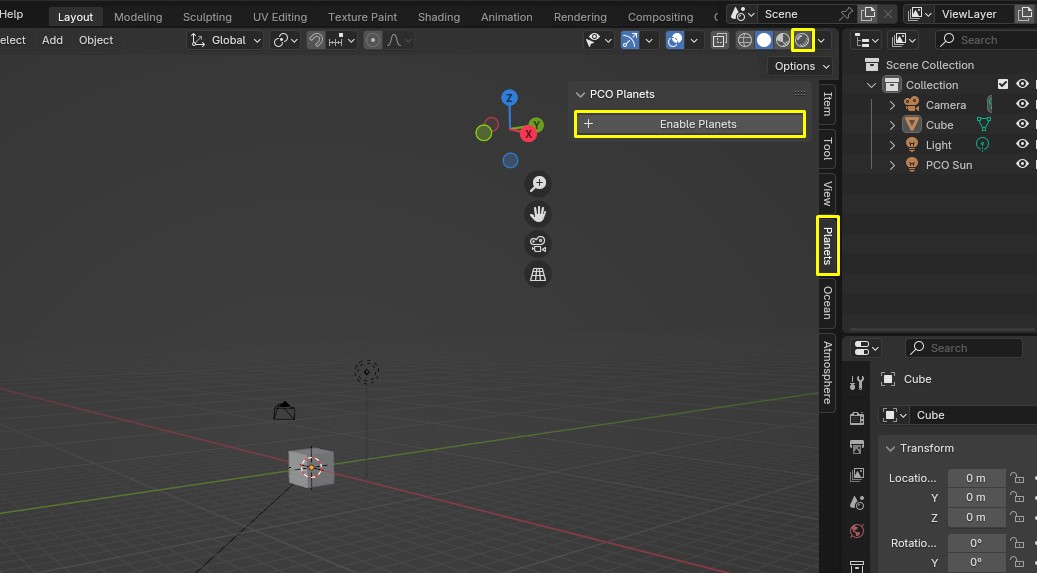 Help
Layout
Modeling
Sculpting
UV Editing
Texture Paint
Shading
Animation
Rendering
Compositing
Scene
ViewLayer
elect
Add
Object
Global
Search
Options
Scene Collection
Collection
Camera
Cube
Light
PCO Sun
PCO Planets
Enable Planets
Z
Y
X
Item
Tool
View
Planets
Ocean
Atmosphere
Search
Cube
Cube
Transform
Locatio... 0 m
Y 0 m
Z 0 m
Rotatio... 0°
Y 0°